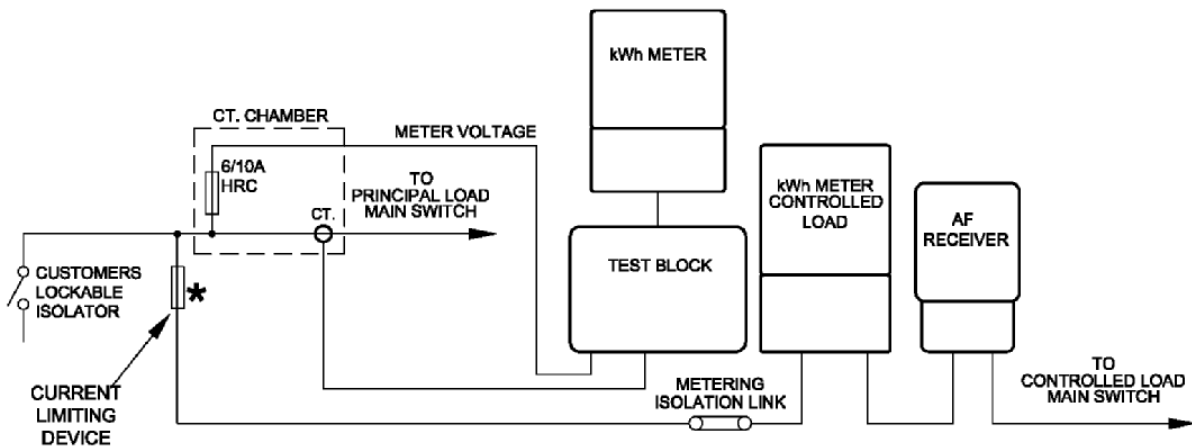 kWh METER
CT. CHAMBER
METER VOLTAGE
6/10A
HRC
TO
PRINCIPAL LOAD
MAIN SWITCH
CT.
kWh METER
CONTROLLED
LOAD
AF
RECEIVER
TEST BLOCK
CUSTOMERS
LOCKABLE
ISOLATOR
*
CURRENT
LIMITING
DEVICE
METERING
ISOLATION LINK
TO
CONTROLLED LOAD
MAIN SWITCH